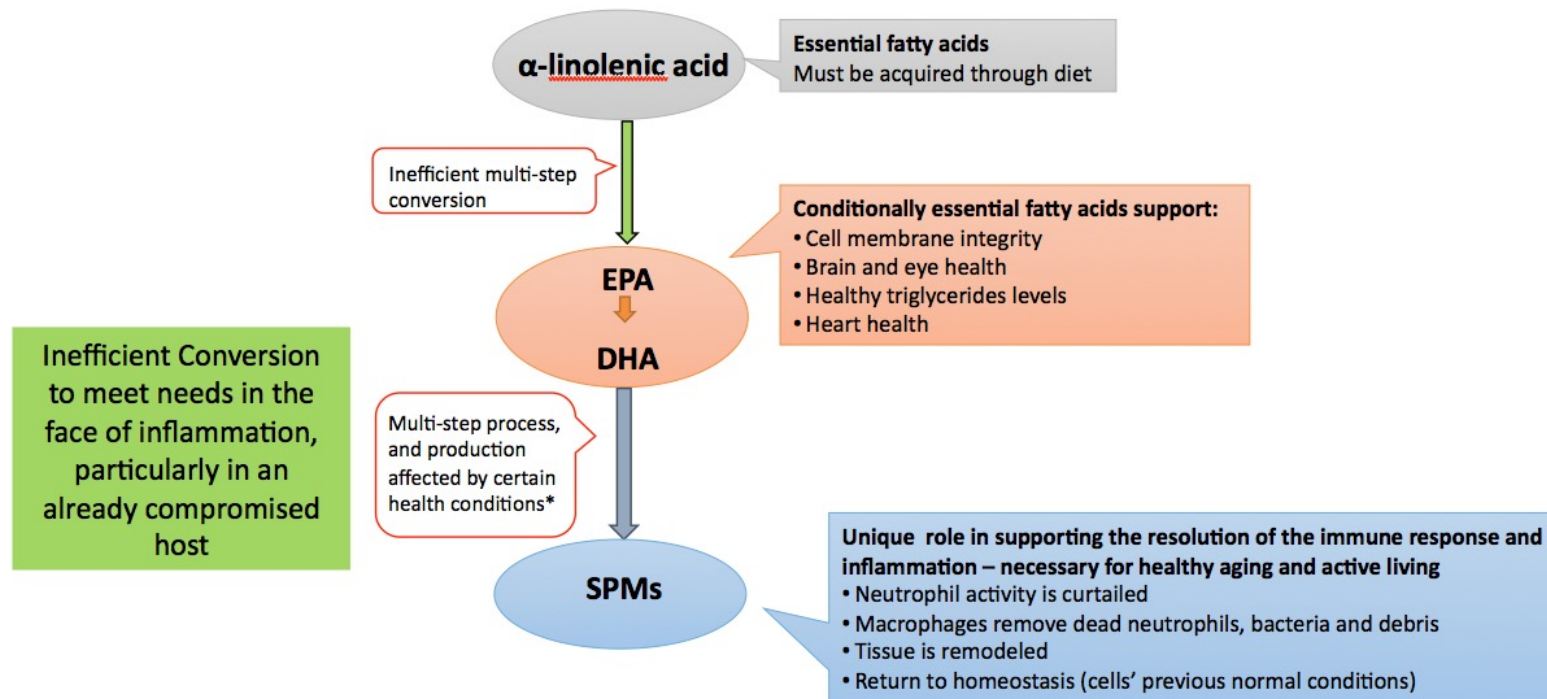 α-linolenic acid
Essential fatty acids
Must be acquired through diet
Inefficient multi-step
conversion
Conditionally essential fatty acids support:
• Cell membrane integrity
• Brain and eye health
• Healthy triglycerides levels
• Heart health
EPA
DHA
Inefficient Conversion
to meet needs in the
face of inflammation,
particularly in an
already compromised
host
Multi-step process,
and production
affected by certain
health conditions*
SPMs
Unique role in supporting the resolution of the immune response and
inflammation – necessary for healthy aging and active living
• Neutrophil activity is curtailed
• Macrophages remove dead neutrophils, bacteria and debris
• Tissue is remodeled
• Return to homeostasis (cells’ previous normal conditions)